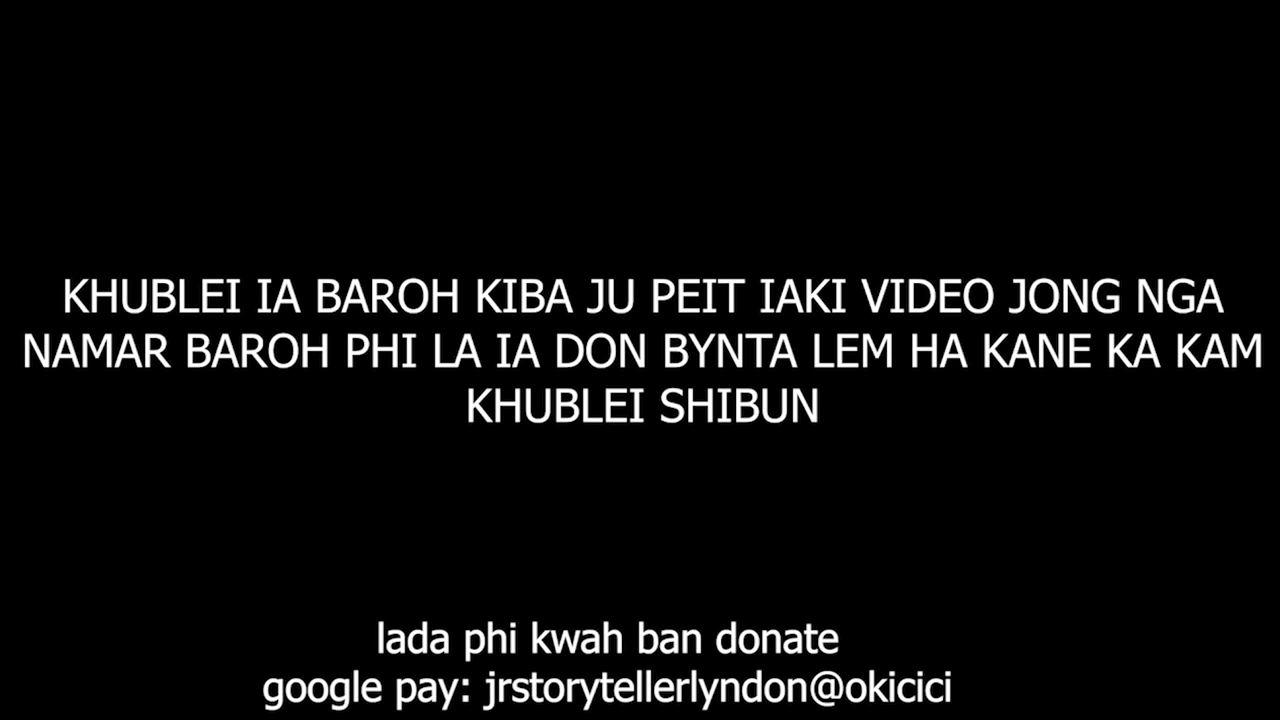 KHUBLEI IA BAROH KIBA JU PEIT IAKI VIDEO JONG NGA
NAMAR BAROH PHI LA IA DON BYNTA LEM HA KANE KA KAM
KHUBLEI SHIBUN
lada phi kwah ban donate
google pay: jrstorytellerlyndon@okicici